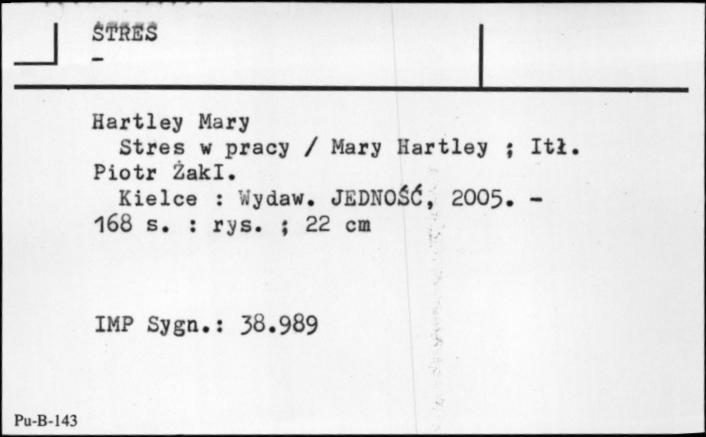 STRES
-
Hartley Mary
Stres w pracy / Mary Hartley ; Itł.
Piotr ŻakI.
Kielce : Wydaw. JEDNOŚĆ, 2005. -
168 s. : rys. ; 22 cm
IMP Sygn.: 38.989
Pu-B-143